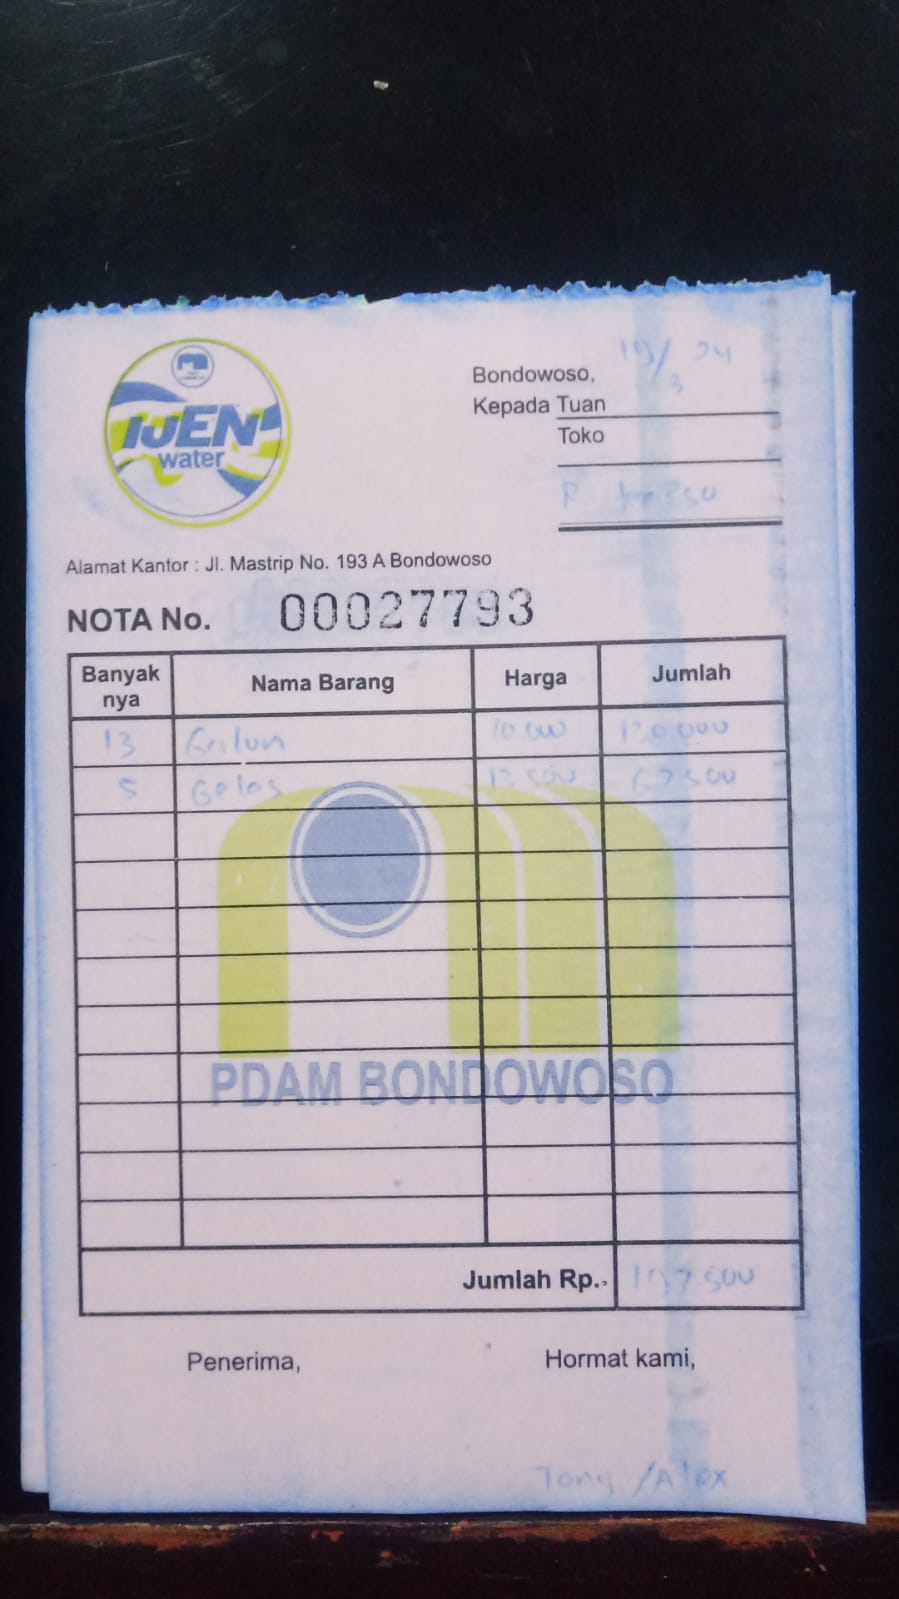 IJEN
water
Bondowoso, 19/3 24
Kepada Tuan
Toko
P.
Alamat Kantor : Jl. Mastrip No. 193 A Bondowoso
NOTA No. 00027793
Banyak nya Nama Barang Harga Jumlah
13 Galun 10 000 130.000
5 Gelas 13 500 67.500
PDAM BONDOWOSO
Jumlah Rp.. 197.500
Penerima, Hormat kami,
Tony /Alex